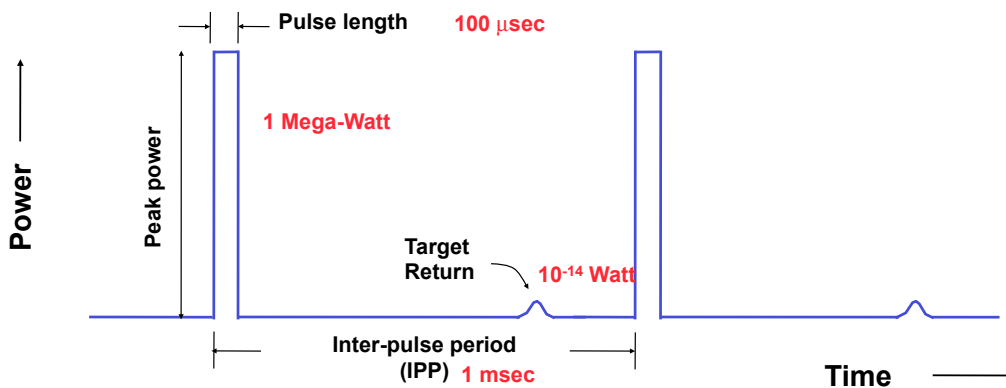 Pulse length 100 μsec
1 Mega-Watt
Power
Peak power
Target
Return
10⁻¹⁴ Watt
Inter-pulse period
(IPP) 1 msec
Time